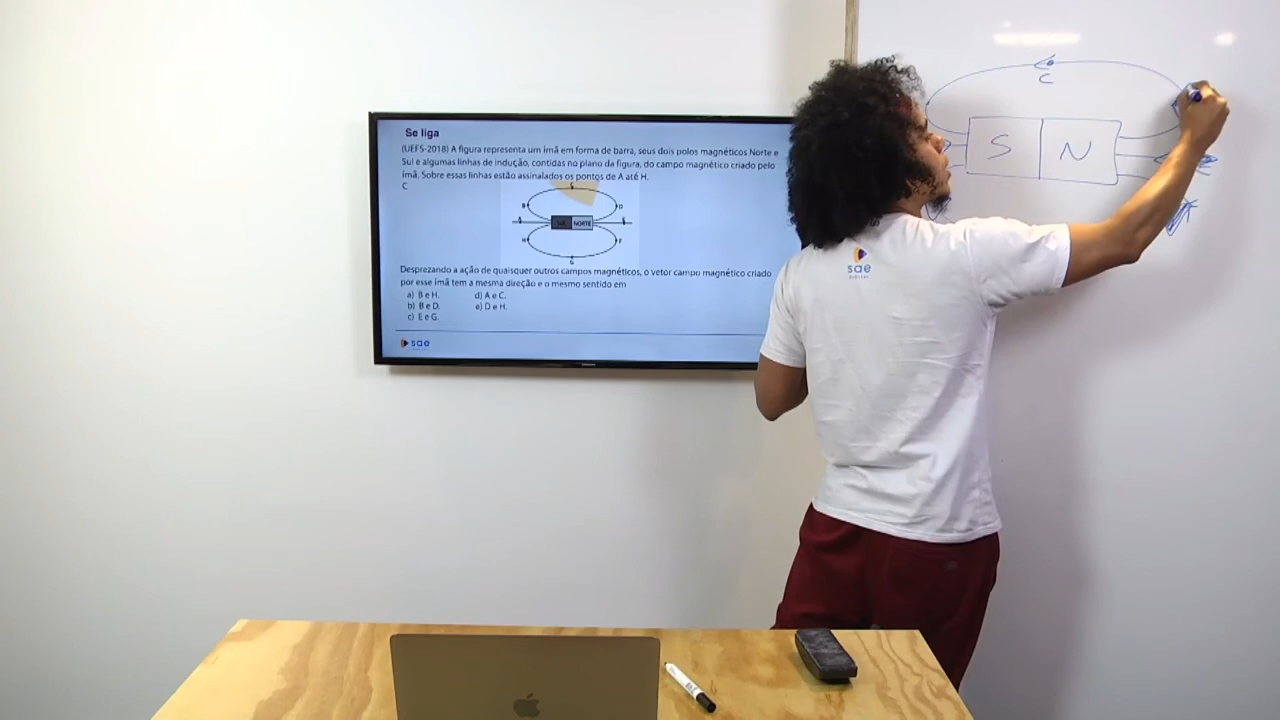 Se liga
(UEFS-2018) A figura representa um ímã em forma de barra, seus dois polos magnéticos Norte e
Sul e algumas linhas de indução, contidas no plano da figura, do campo magnético criado pelo
ímã. Sobre essas linhas estão assinalados os pontos de A até H.
C
C
B
D
A
E
SUL NORTE
H
F
G
Desprezando a ação de quaisquer outros campos magnéticos, o vetor campo magnético criado
por esse ímã tem a mesma direção e o mesmo sentido em
a) B e H. d) A e C.
b) B e D. e) D e H.
c) E e G.
sae
C
S N
E
sae
DIGITAL